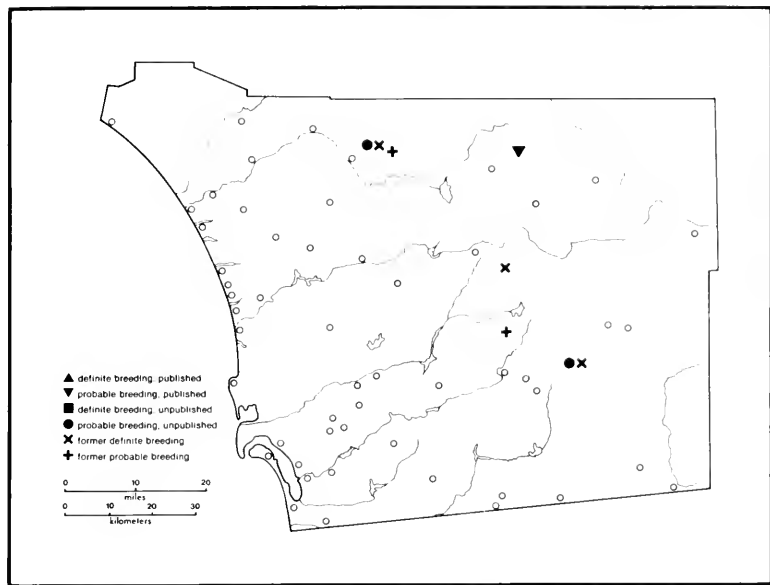 definite breeding, published
probable breeding, published
definite breeding, unpublished
probable breeding, unpublished
former definite breeding
former probable breeding
0 10 20
miles
0 10 20 30
kilometers